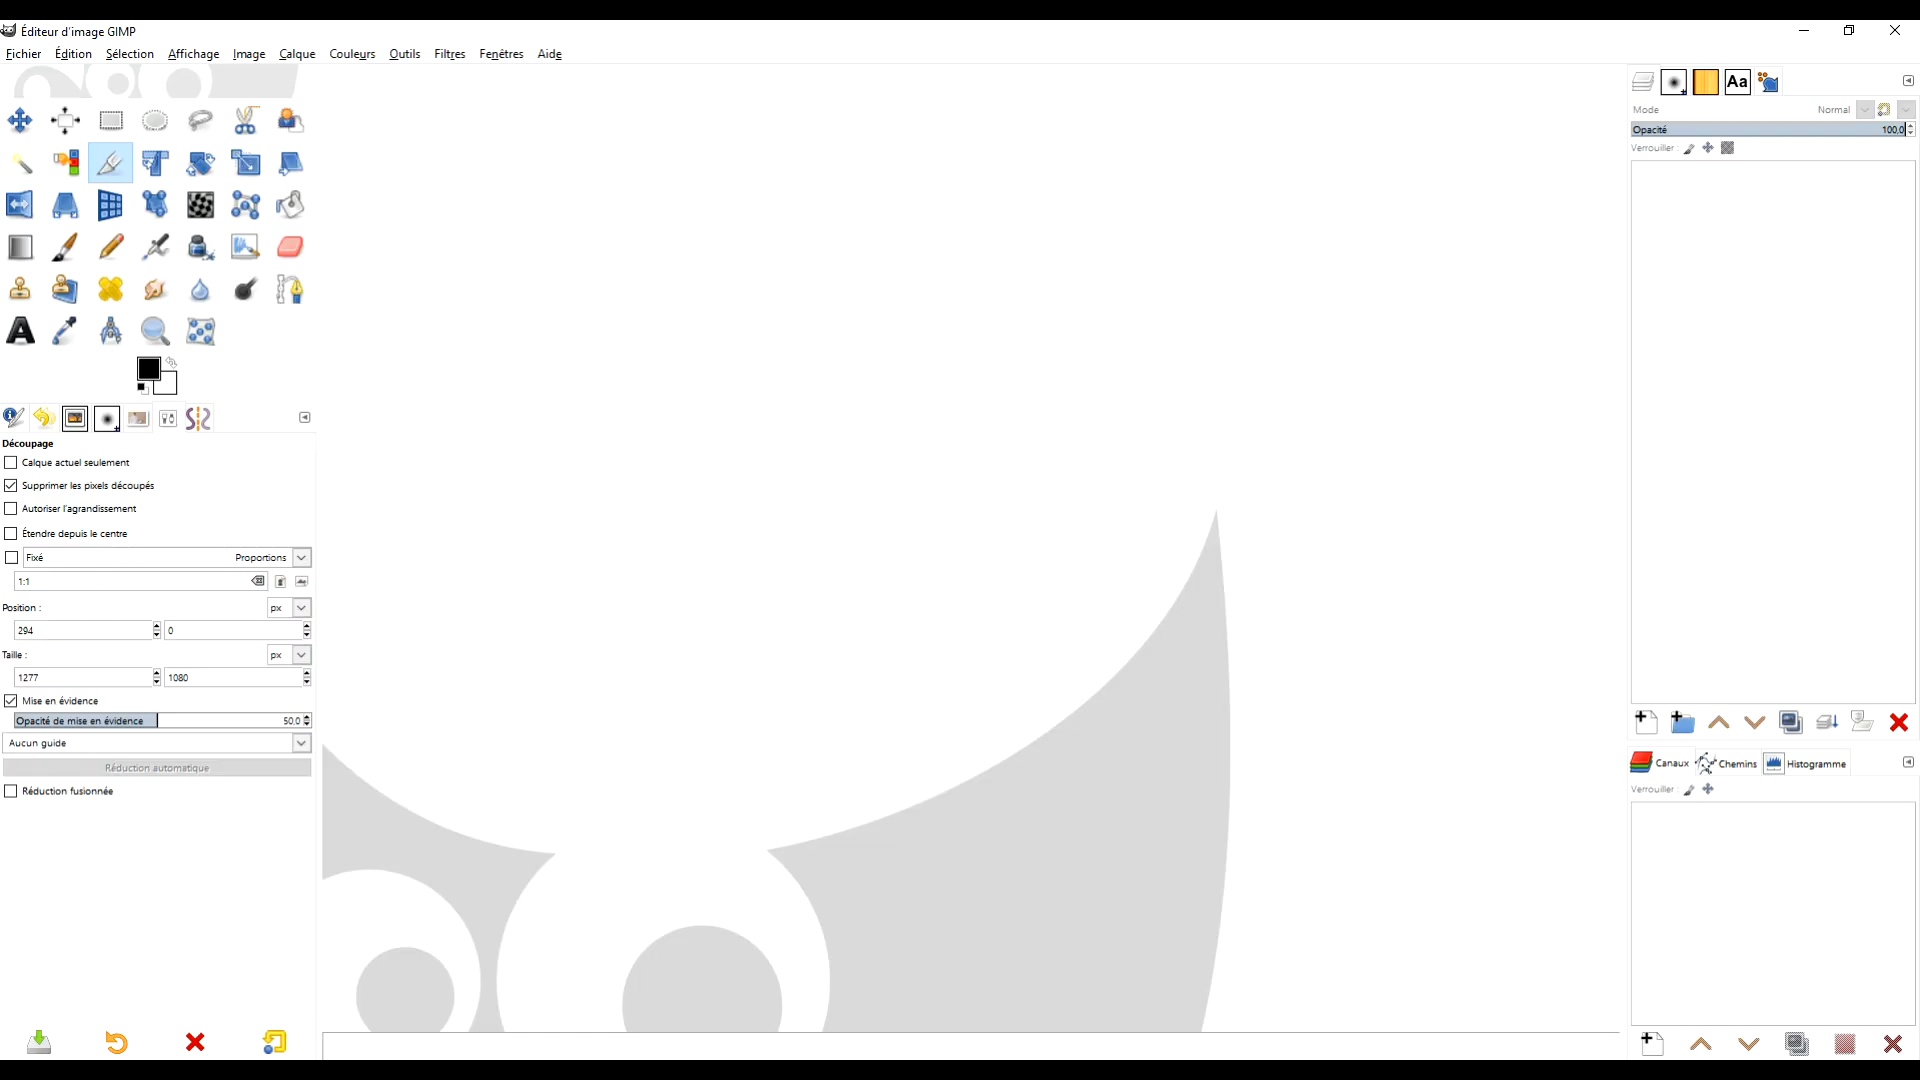 Éditeur d'image GIMP
Fichier Édition Sélection Affichage Image Calque Couleurs Outils Filtres Fenêtres Aide
Aa
Mode Normal
Opacité 100,0
Verrouiller :
Découpage
Calque actuel seulement
Supprimer les pixels découpés
Autoriser l'agrandissement
Étendre depuis le centre
Fixé Proportions
1:1
Position : px
294 0
Taille : px
1277 1080
Mise en évidence
Opacité de mise en évidence 50,0
Aucun guide
Réduction automatique
Réduction fusionnée
Canaux Chemins Histogramme
Verrouiller :